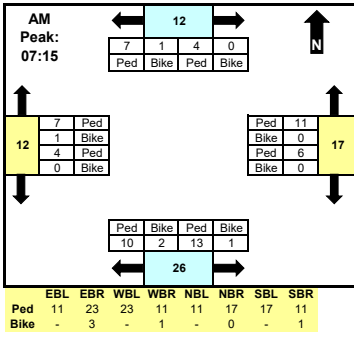 AM
Peak:
07:15
12
N
7 1 4 0
Ped Bike Ped Bike
12
7 Ped
1 Bike
4 Ped
0 Bike
Ped 11
Bike 0
Ped 6
Bike 0
17
Ped Bike Ped Bike
10 2 13 1
26
EBL EBR WBL WBR NBL NBR SBL SBR
Ped 11 23 23 11 11 17 17 11
Bike - 3 - 1 - 0 - 1